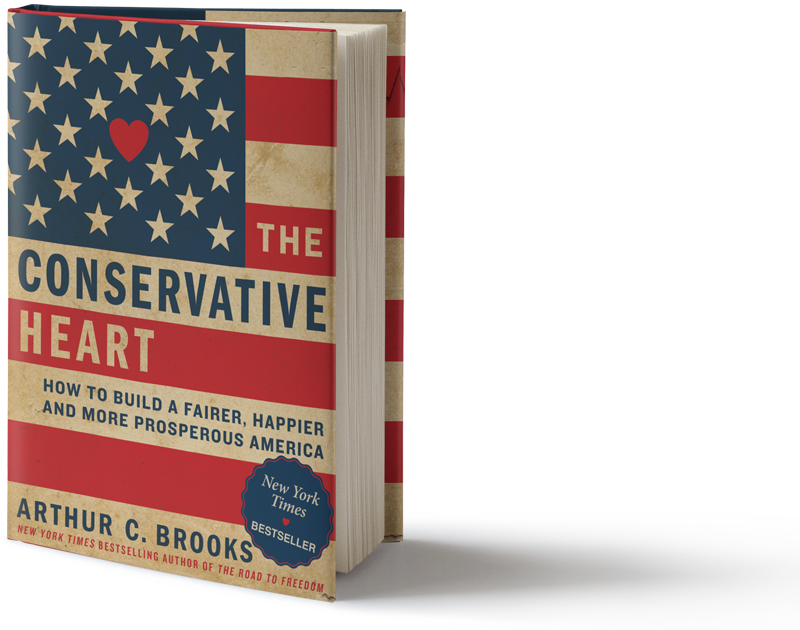 THE
CONSERVATIVE
HEART
HOW TO BUILD A FAIRER, HAPPIER
AND MORE PROSPEROUS AMERICA
New York
Times
BESTSELLER
ARTHUR C. BROOKS
NEW YORK TIMES BESTSELLING AUTHOR OF THE ROAD TO FREEDOM